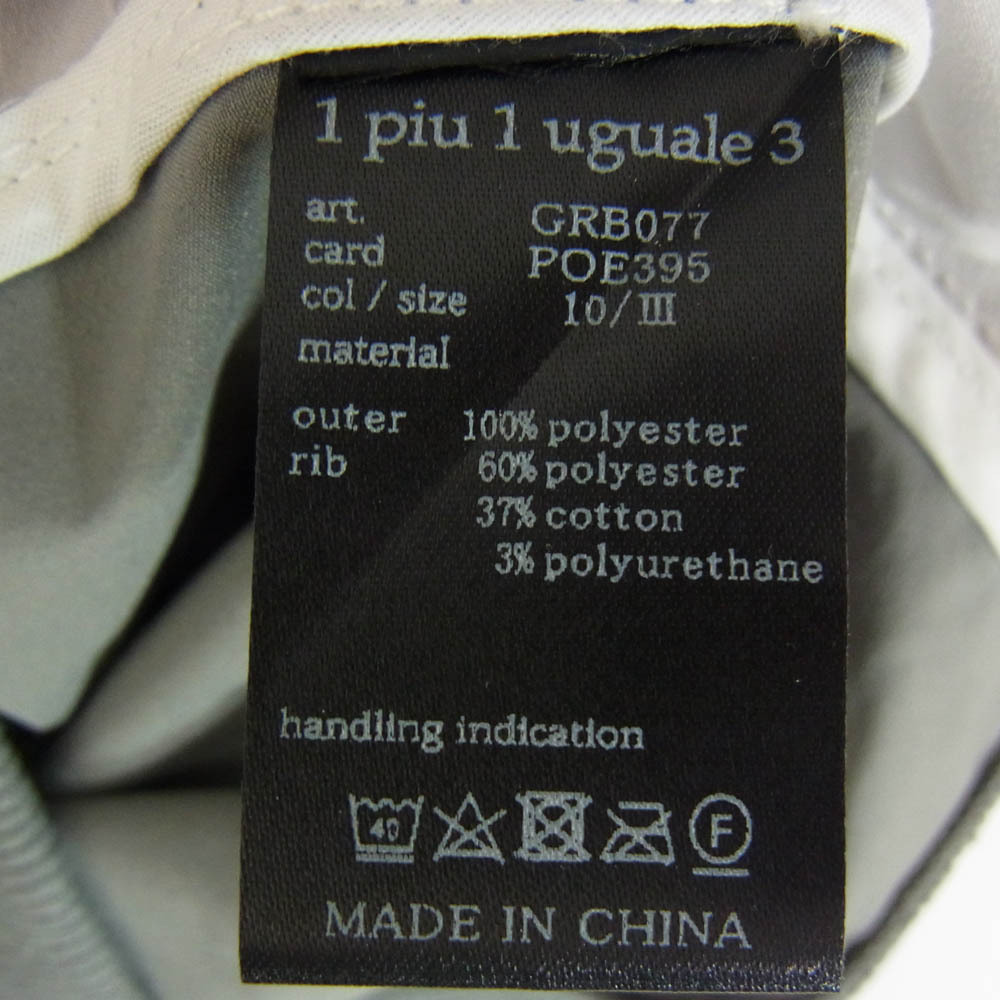 1 piu 1 uguale 3
art. GRB077
card POE395
col / size 10/Ⅲ
material
outer 100% polyester
rib 60% polyester
37% cotton
3% polyurethane
handling indication
40 F
MADE IN CHINA